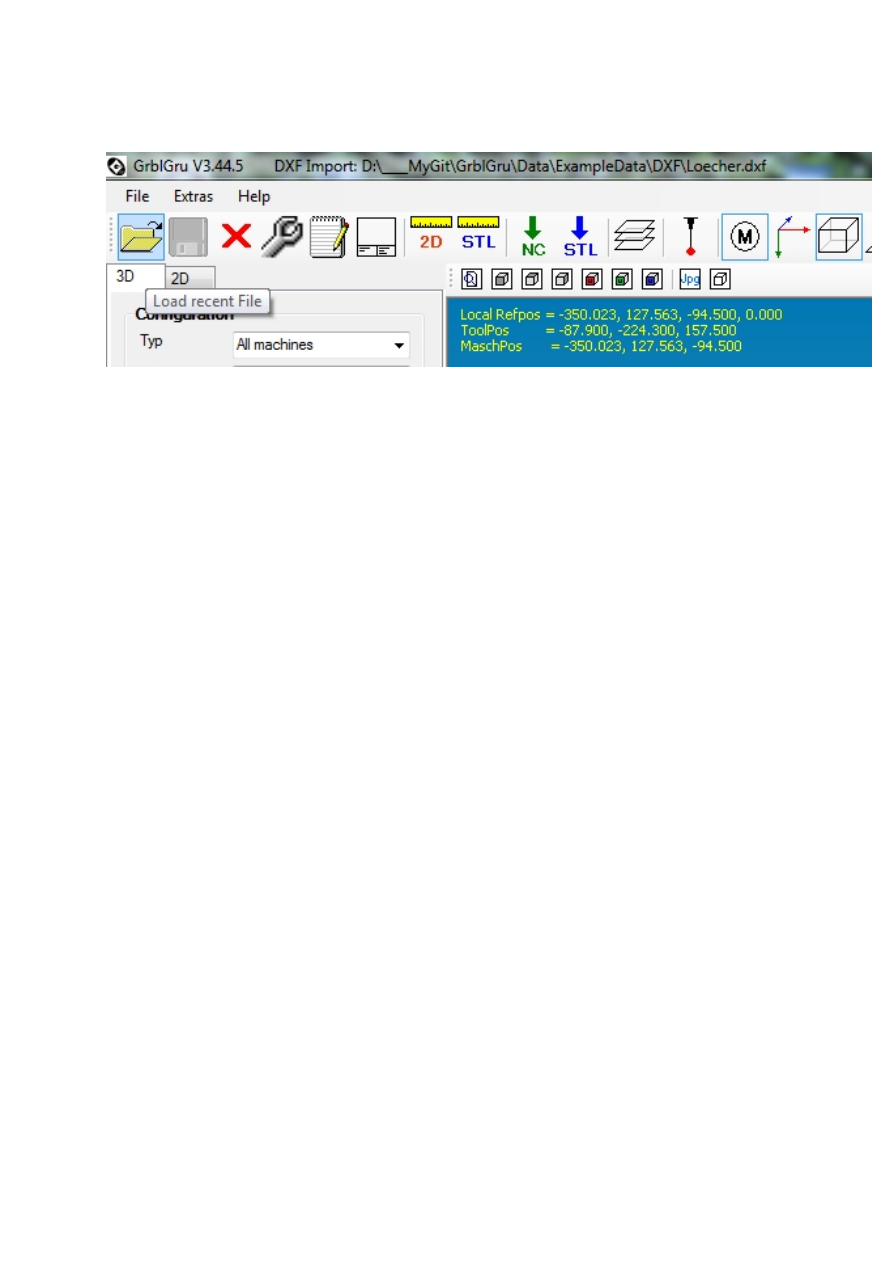 GrblGru V3.44.5 DXF Import: D:\___MyGit\GrblGru\Data\ExampleData\DXF\Loecher.dxf
File Extras Help
2D STL NC STL M
3D 2D Jpg
Load recent File
Configuration
Typ All machines
Local Refpos = -350.023, 127.563, -94.500, 0.000
ToolPos = -87.900, -224.300, 157.500
MaschPos = -350.023, 127.563, -94.500